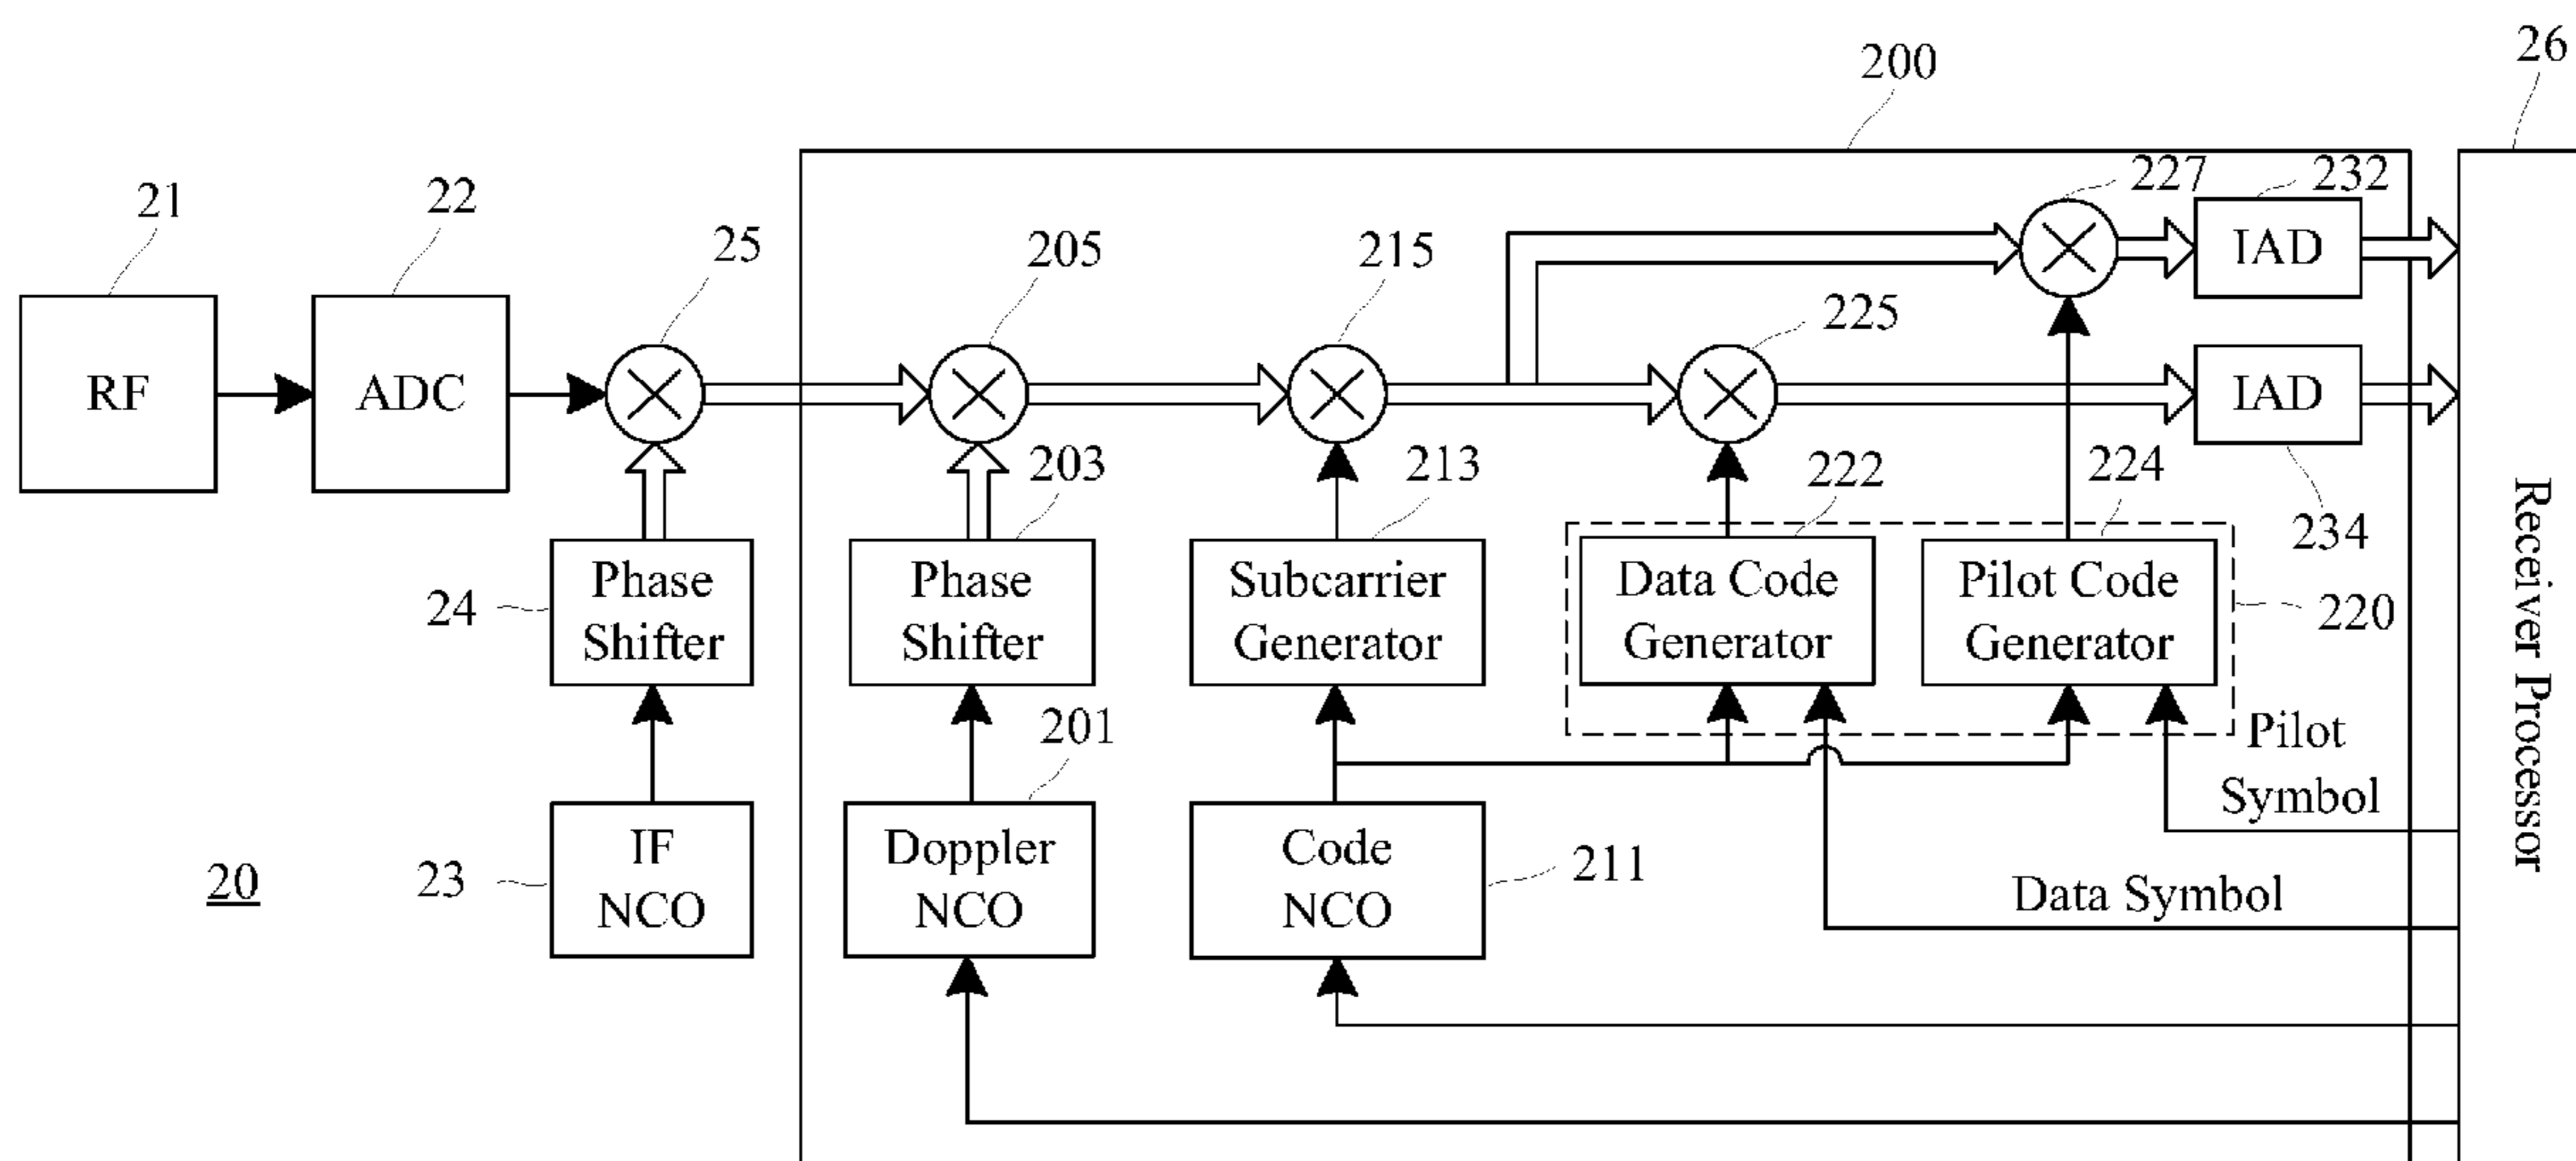 26
200
227
232
21
22
25
205
215
IAD
225
RF
ADC
IAD
203
213
222
224
234
24
Phase
Shifter
Phase
Shifter
Subcarrier
Generator
Data Code
Generator
Pilot Code
Generator
220
Receiver Processor
201
Pilot
Symbol
20
23
IF
NCO
Doppler
NCO
Code
NCO
211
Data Symbol